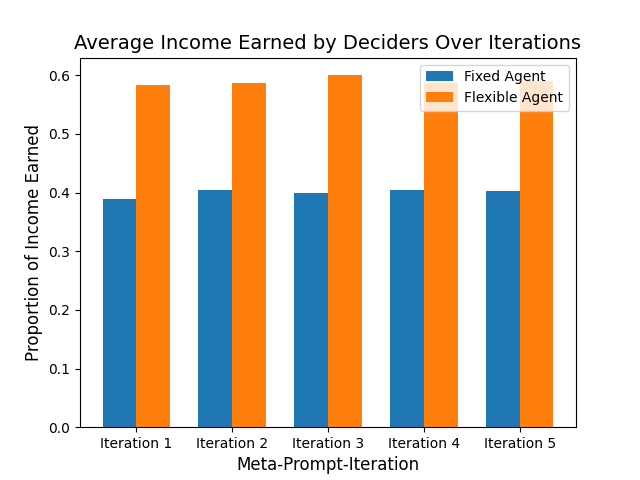 Average Income Earned by Deciders Over Iterations
Fixed Agent
Flexible Agent
Proportion of Income Earned
0.6
0.5
0.4
0.3
0.2
0.1
0.0
Iteration 1
Iteration 2
Iteration 3
Iteration 4
Iteration 5
Meta-Prompt-Iteration